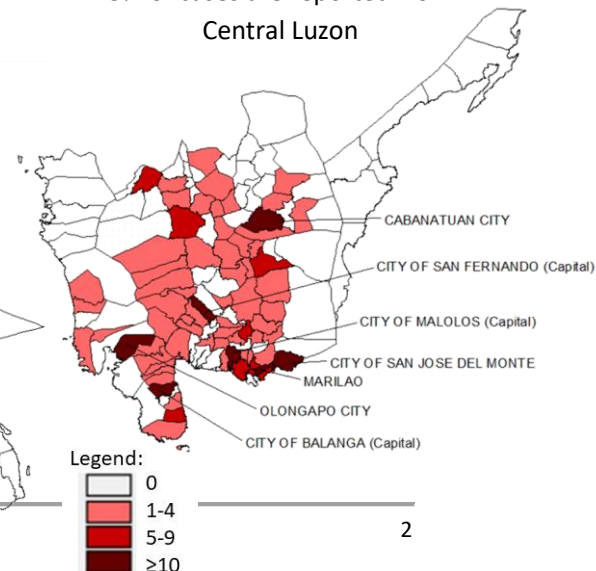 Central Luzon
CABANATUAN CITY
CITY OF SAN FERNANDO (Capital)
CITY OF MALOLOS (Capital)
CITY OF SAN JOSE DEL MONTE
MARILAO
OLONGAPO CITY
CITY OF BALANGA (Capital)
Legend:
0
1-4
5-9
≥10
2